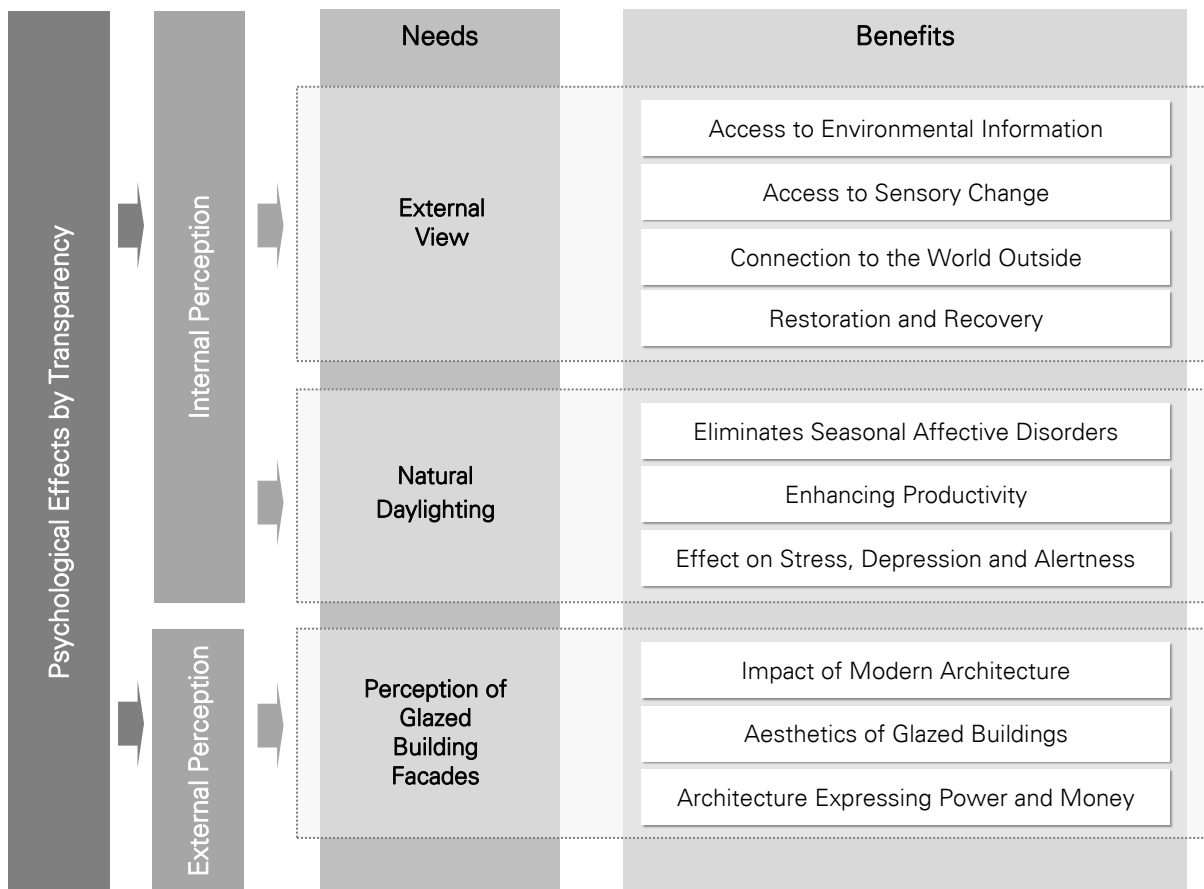 Psychological Effects by Transparency
Internal Perception
External Perception
Needs
Benefits
External
View
Access to Environmental Information
Access to Sensory Change
Connection to the World Outside
Restoration and Recovery
Natural
Daylighting
Eliminates Seasonal Affective Disorders
Enhancing Productivity
Effect on Stress, Depression and Alertness
Perception of
Glazed
Building
Facades
Impact of Modern Architecture
Aesthetics of Glazed Buildings
Architecture Expressing Power and Money